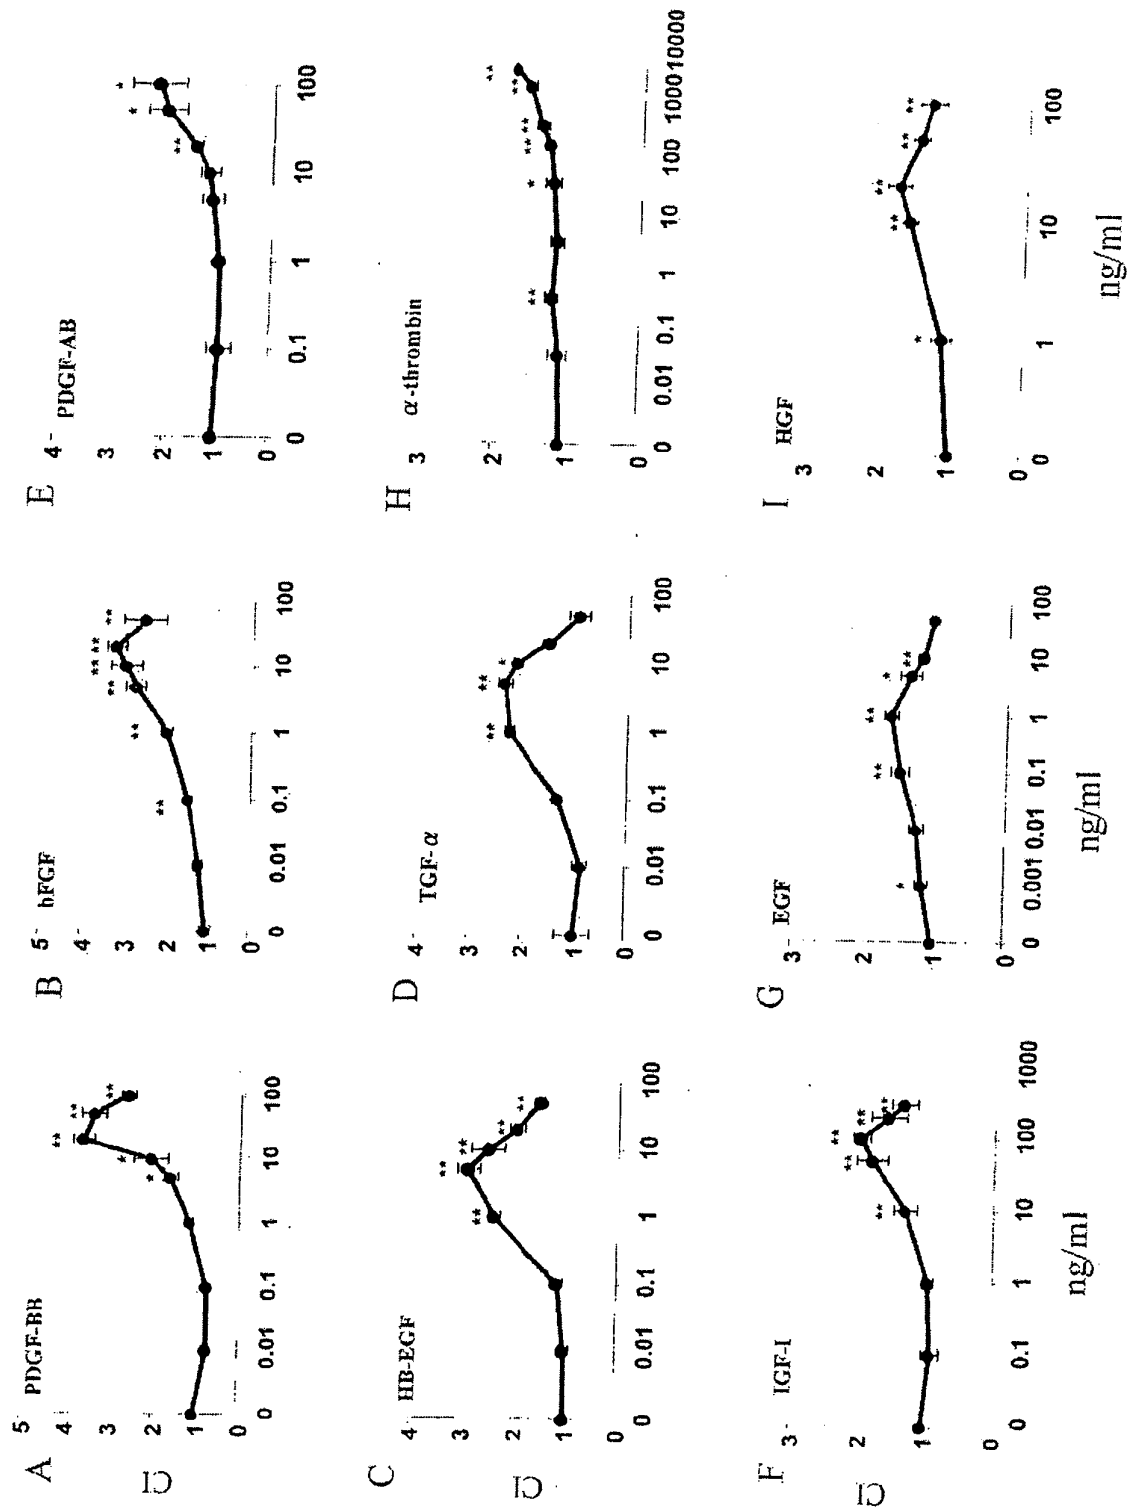 A
PDGF-BB
CI
5
4
3
2
1
0
0 0.01 0.1 1 10 100
* * ** ** **
B
bFGF
5
4
3
2
1
0
0 0.01 0.1 1 10 100
** ** ** ** ** **
E
PDGF-AB
4
3
2
1
0
0 0.1 1 10 100
** * *
C
HB-EGF
CI
4
3
2
1
0
0 0.01 0.1 1 10 100
** ** ** ** **
D
TGF-α
4
3
2
1
0
0 0.01 0.1 1 10 100
** ** *
H
α-thrombin
3
2
1
0
0 0.01 0.1 1 10 100 1000 10000
** * ** ** ** **
F
IGF-I
CI
3
2
1
0
0 0.1 1 10 100 1000
ng/ml
** ** ** ** **
G
EGF
3
2
1
0
0 0.001 0.01 0.1 1 10 100
ng/ml
* ** ** * **
I
HGF
3
2
1
0
0 1 10 100
ng/ml
* ** ** ** **